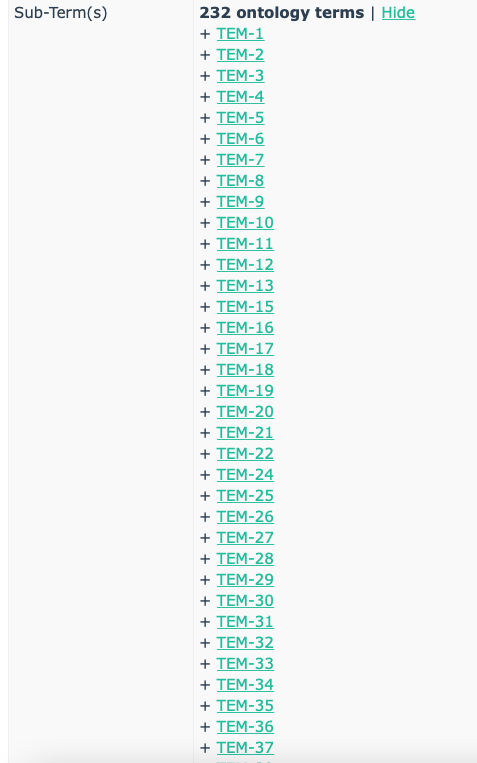 Sub-Term(s)
232 ontology terms | Hide
+ TEM-1
+ TEM-2
+ TEM-3
+ TEM-4
+ TEM-5
+ TEM-6
+ TEM-7
+ TEM-8
+ TEM-9
+ TEM-10
+ TEM-11
+ TEM-12
+ TEM-13
+ TEM-15
+ TEM-16
+ TEM-17
+ TEM-18
+ TEM-19
+ TEM-20
+ TEM-21
+ TEM-22
+ TEM-24
+ TEM-25
+ TEM-26
+ TEM-27
+ TEM-28
+ TEM-29
+ TEM-30
+ TEM-31
+ TEM-32
+ TEM-33
+ TEM-34
+ TEM-35
+ TEM-36
+ TEM-37